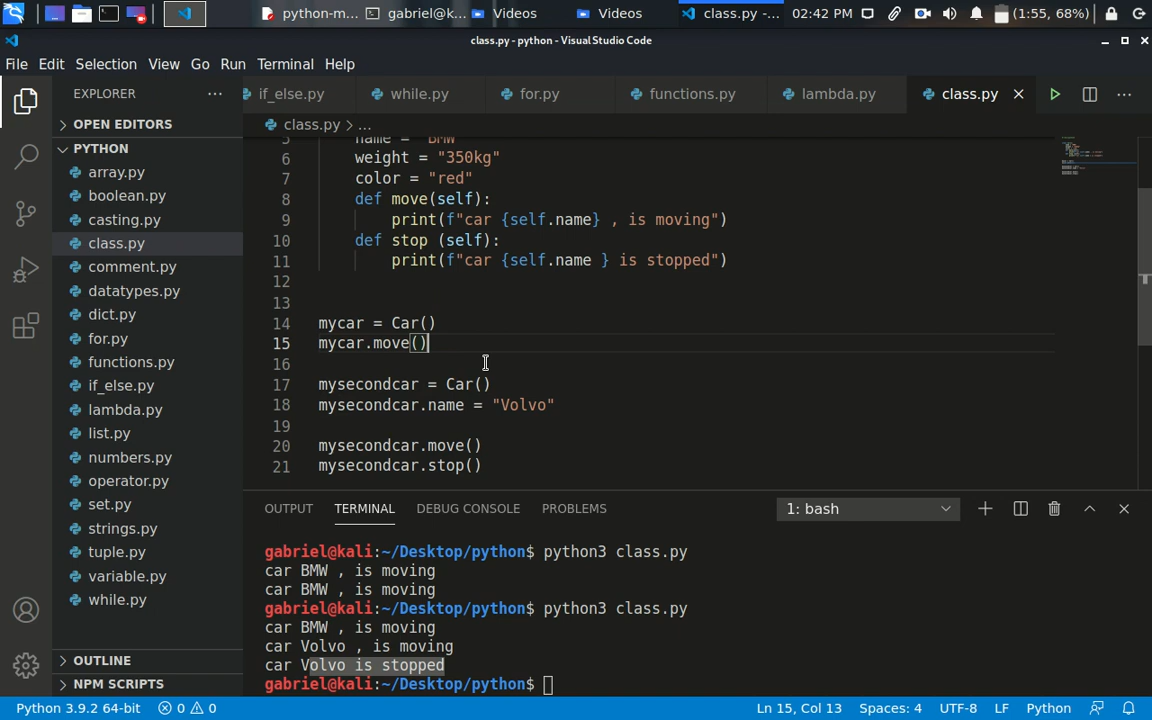 python-m... gabriel@k... Videos Videos class.py -... 02:42 PM (1:55, 68%)
class.py - python - Visual Studio Code
File Edit Selection View Go Run Terminal Help
EXPLORER
if_else.py while.py for.py functions.py lambda.py class.py
OPEN EDITORS
class.py > ...
PYTHON
array.py
boolean.py
casting.py
class.py
comment.py
datatypes.py
dict.py
for.py
functions.py
if_else.py
lambda.py
list.py
numbers.py
operator.py
set.py
strings.py
tuple.py
variable.py
while.py
OUTLINE
NPM SCRIPTS
5 name = "BMW"
6 weight = "350kg"
7 color = "red"
8 def move(self):
9 print(f"car {self.name} , is moving")
10 def stop (self):
11 print(f"car {self.name } is stopped")
12
13
14 mycar = Car()
15 mycar.move()
16
17 mysecondcar = Car()
18 mysecondcar.name = "Volvo"
19
20 mysecondcar.move()
21 mysecondcar.stop()
OUTPUT TERMINAL DEBUG CONSOLE PROBLEMS 1: bash
gabriel@kali:~/Desktop/python$ python3 class.py
car BMW , is moving
car BMW , is moving
gabriel@kali:~/Desktop/python$ python3 class.py
car BMW , is moving
car Volvo , is moving
car Volvo is stopped
gabriel@kali:~/Desktop/python$
Python 3.9.2 64-bit 0 0 Ln 15, Col 13 Spaces: 4 UTF-8 LF Python